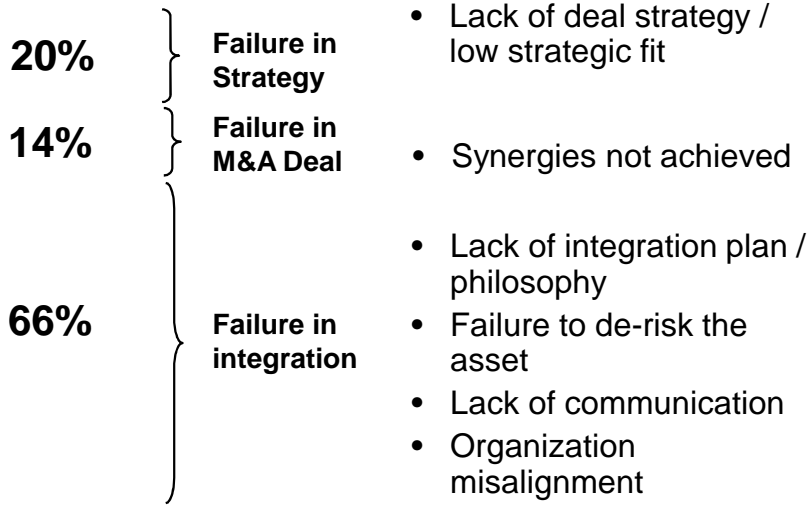 20%
Failure in
Strategy
• Lack of deal strategy /
low strategic fit
14%
Failure in
M&A Deal
• Synergies not achieved
66%
Failure in
integration
• Lack of integration plan /
philosophy
• Failure to de-risk the
asset
• Lack of communication
• Organization
misalignment